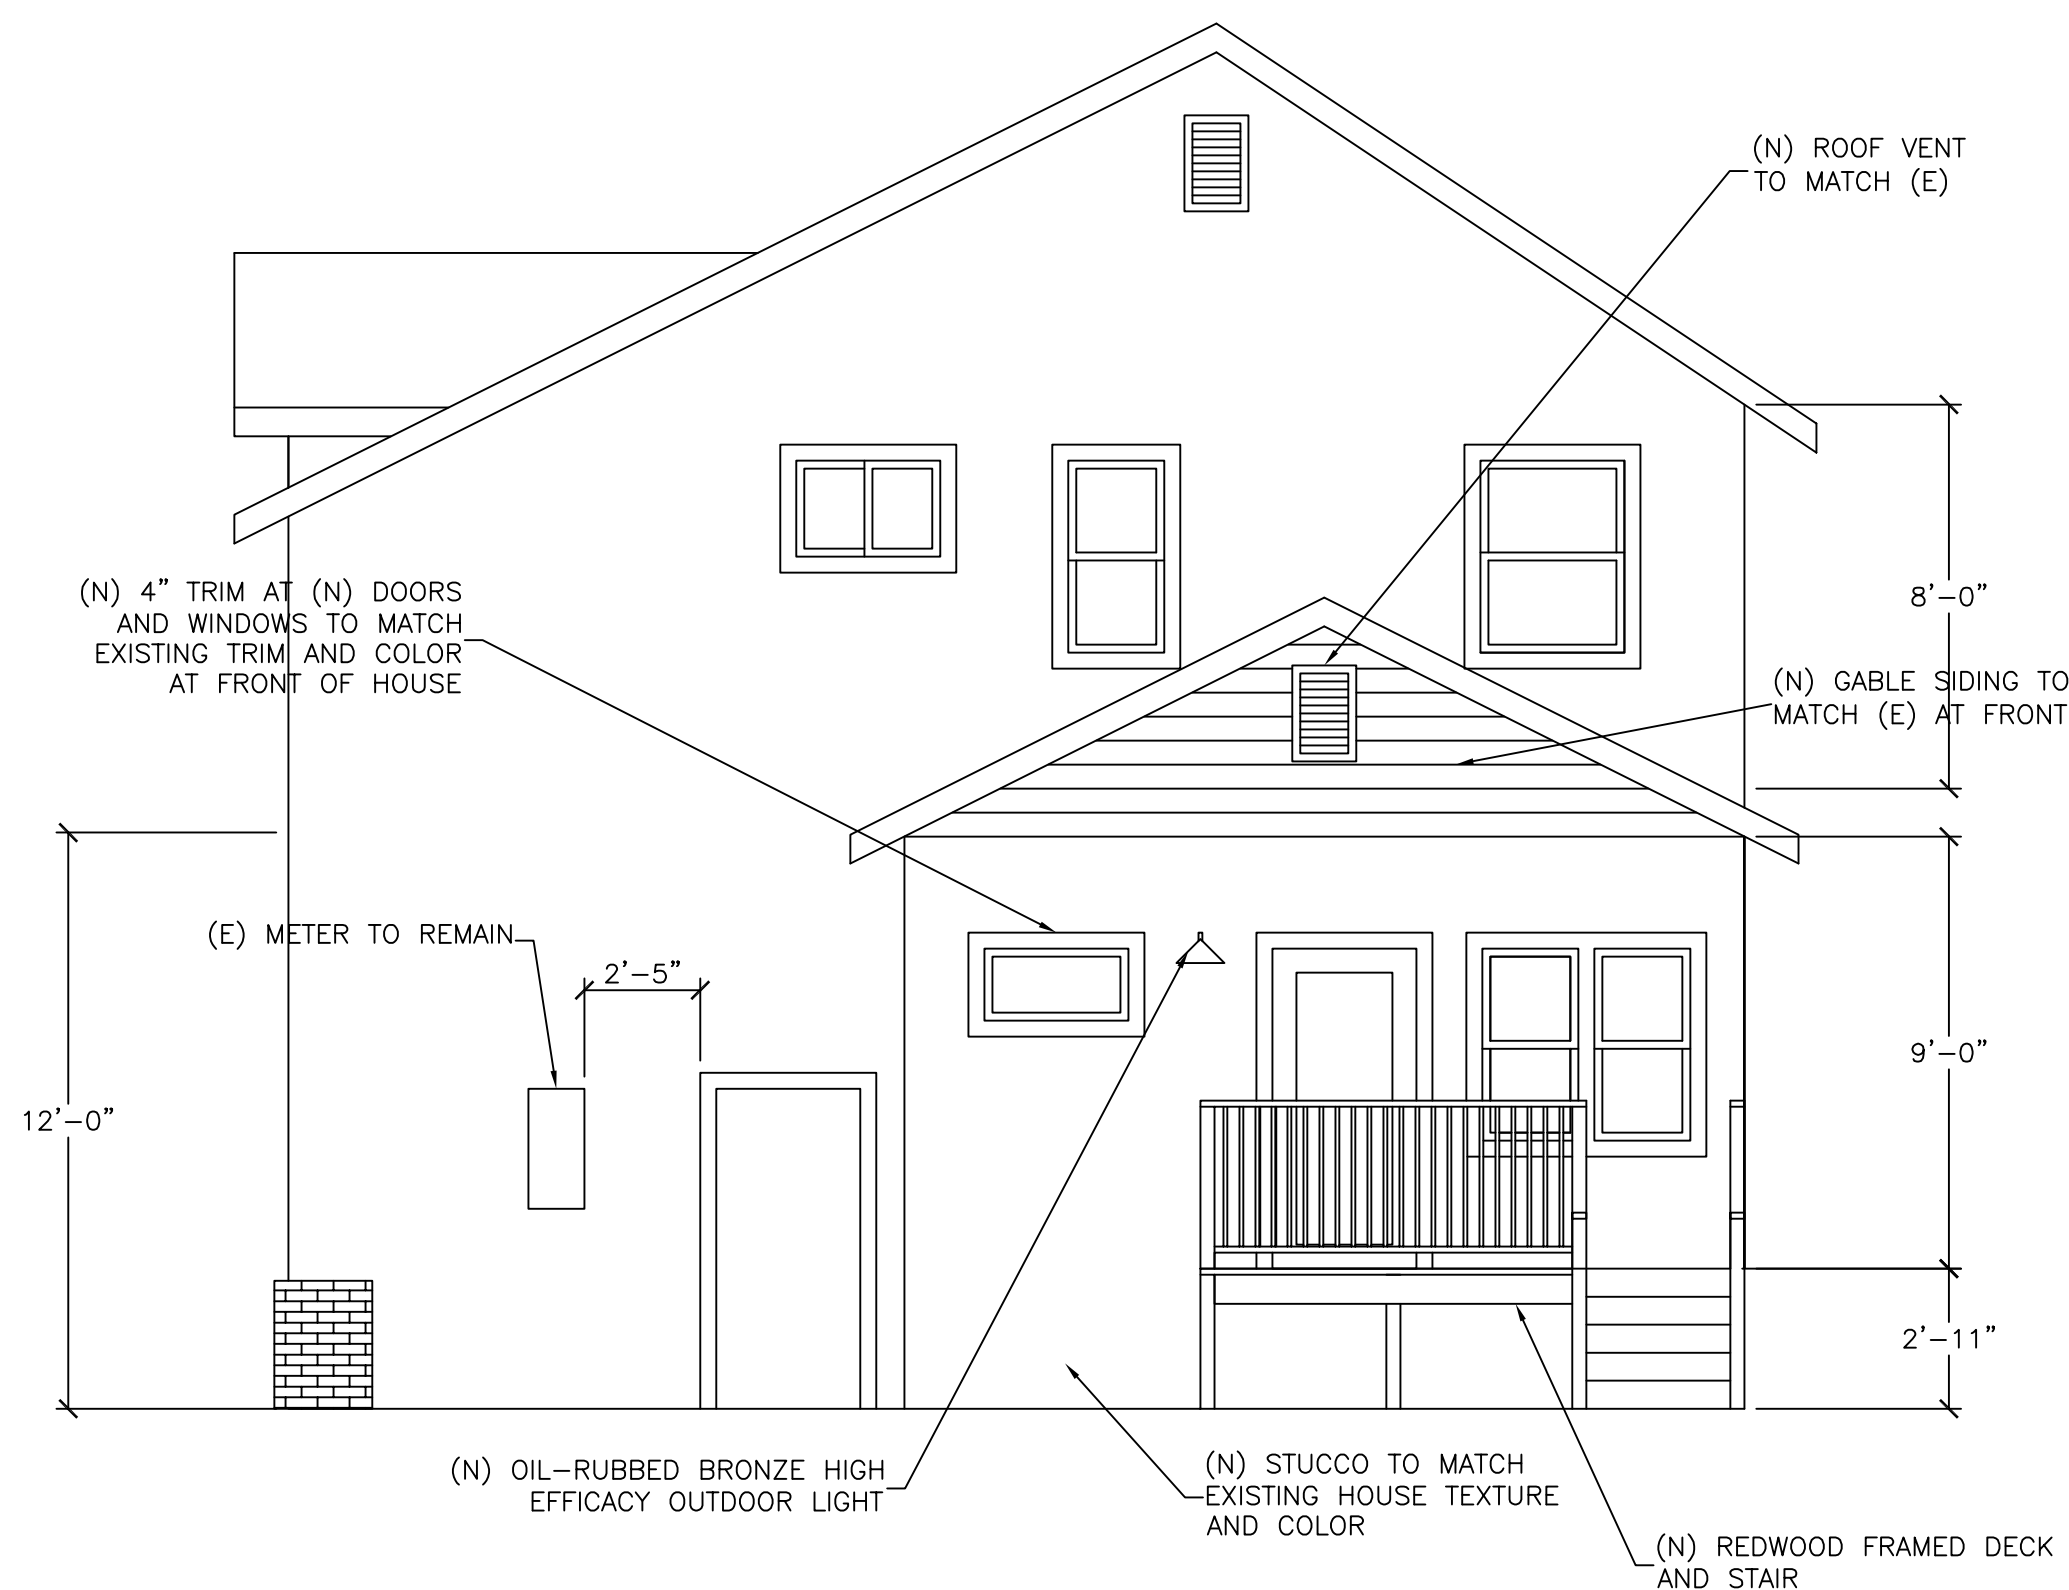 (N) ROOF VENT
TO MATCH (E)
(N) 4” TRIM AT (N) DOORS
AND WINDOWS TO MATCH
EXISTING TRIM AND COLOR
AT FRONT OF HOUSE
8’-0”
(N) GABLE SIDING TO
MATCH (E) AT FRONT
(E) METER TO REMAIN
2’-5”
9’-0”
12’-0”
2’-11”
(N) OIL-RUBBED BRONZE HIGH
EFFICACY OUTDOOR LIGHT
(N) STUCCO TO MATCH
EXISTING HOUSE TEXTURE
AND COLOR
(N) REDWOOD FRAMED DECK
AND STAIR